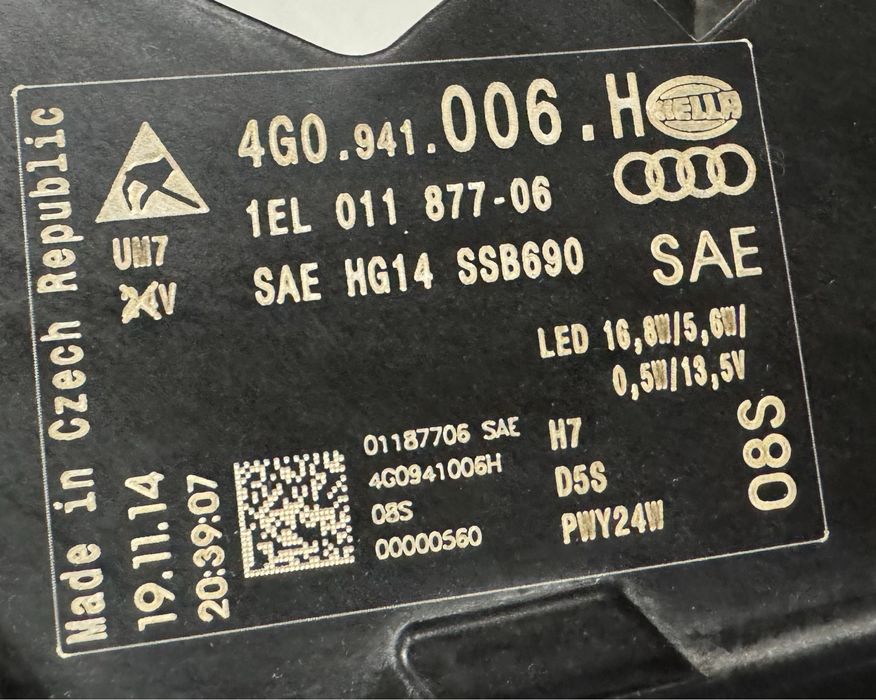 4G0.941.006.H
HELLA
1EL 011 877-06
UM7
SAE HG14 SSB690
SAE
LED 16,8W/5,6W/
0,5W/13,5V
01187706 SAE
4G0941006H
08S
00000560
H7
D5S
PWY24W
08S
Made in Czech Republic
19.11.14
20:39:07